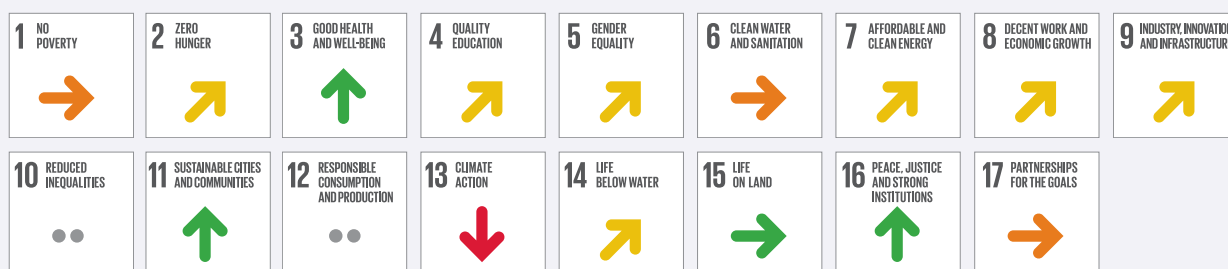 1 NO
POVERTY
2 ZERO
HUNGER
3 GOOD HEALTH
AND WELL-BEING
4 QUALITY
EDUCATION
5 GENDER
EQUALITY
6 CLEAN WATER
AND SANITATION
7 AFFORDABLE AND
CLEAN ENERGY
8 DECENT WORK AND
ECONOMIC GROWTH
9 INDUSTRY, INNOVATION
AND INFRASTRUCTURE
10 REDUCED
INEQUALITIES
11 SUSTAINABLE CITIES
AND COMMUNITIES
12 RESPONSIBLE
CONSUMPTION
AND PRODUCTION
13 CLIMATE
ACTION
14 LIFE
BELOW WATER
15 LIFE
ON LAND
16 PEACE, JUSTICE
AND STRONG
INSTITUTIONS
17 PARTNERSHIPS
FOR THE GOALS